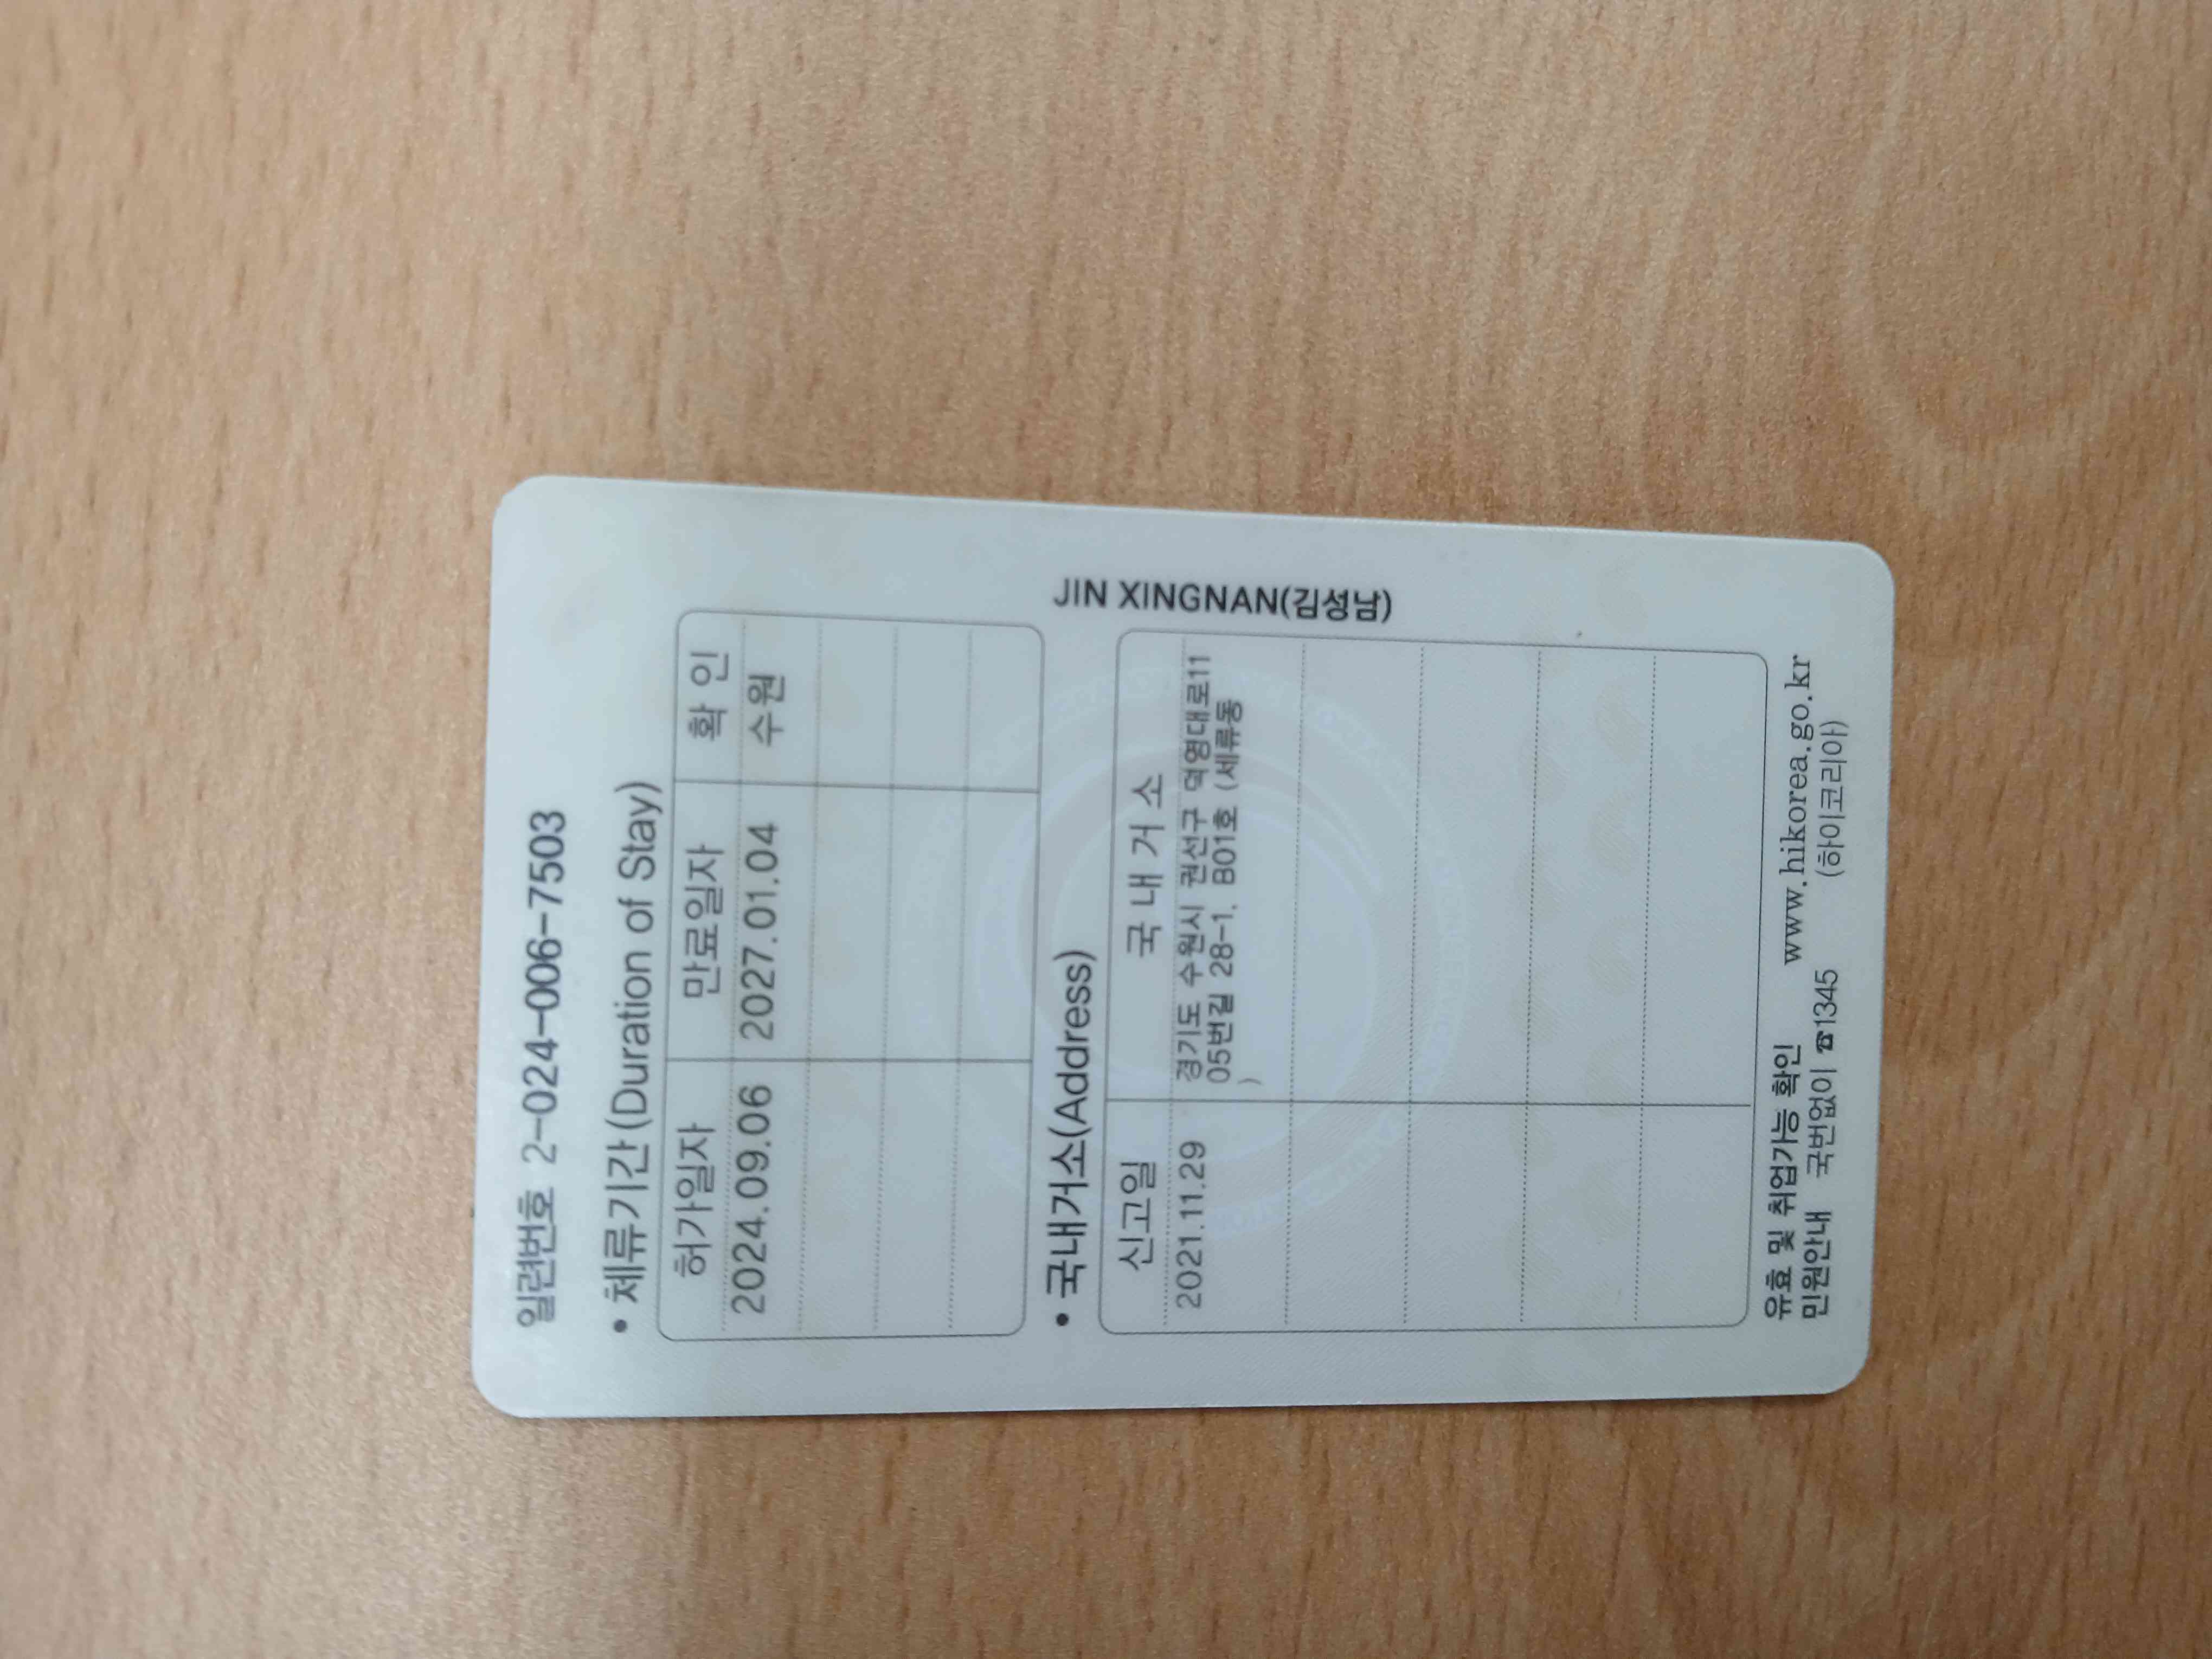 일련번호 2-024-006-7503
• 체류기간(Duration of Stay)
허가일자 만료일자 확 인
2024.09.06 2027.01.04 수원
• 국내거소(Address)
신고일 국 내 거 소
2021.11.29 경기도 수원시 권선구 덕영대로11
05번길 28-1, B01호 (세류동
)
유효 및 취업가능 확인 www.hikorea.go.kr
민원안내 국번없이 ☎1345 (하이코리아)
JIN XINGNAN(김성남)